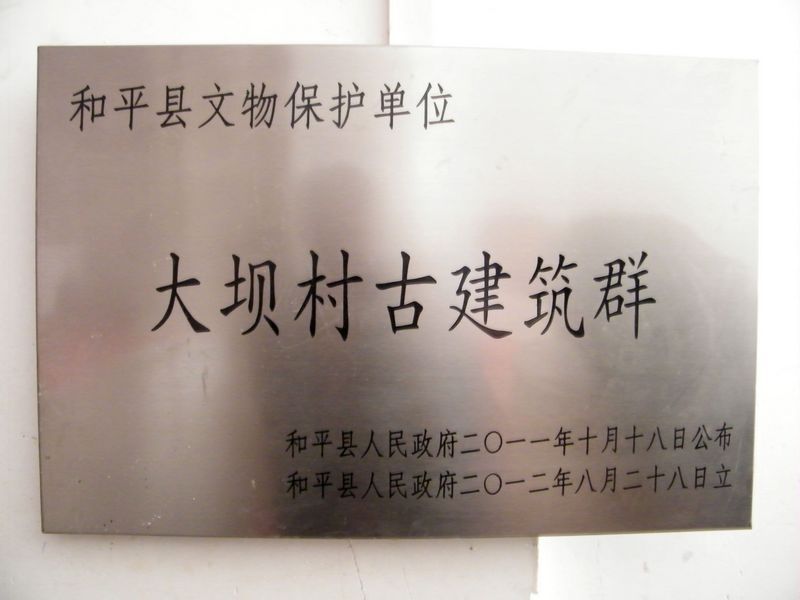 和平县文物保护单位
大坝村古建筑群
和平县人民政府二〇一一年十月十八日公布
和平县人民政府二〇一二年八月二十八日立